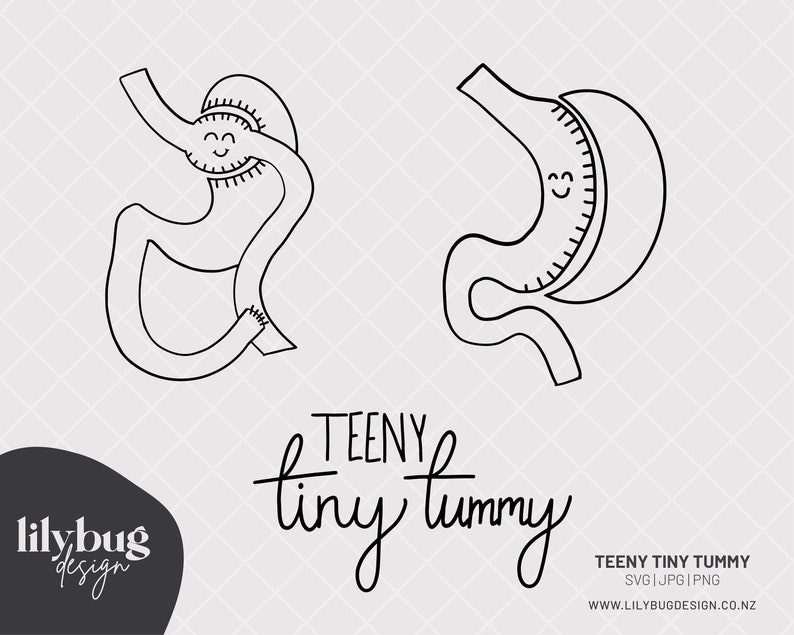 TEENY
tiny tummy
lilybug
design
TEENY TINY TUMMY
SVG | JPG | PNG
WWW.LILYBUGDESIGN.CO.NZ